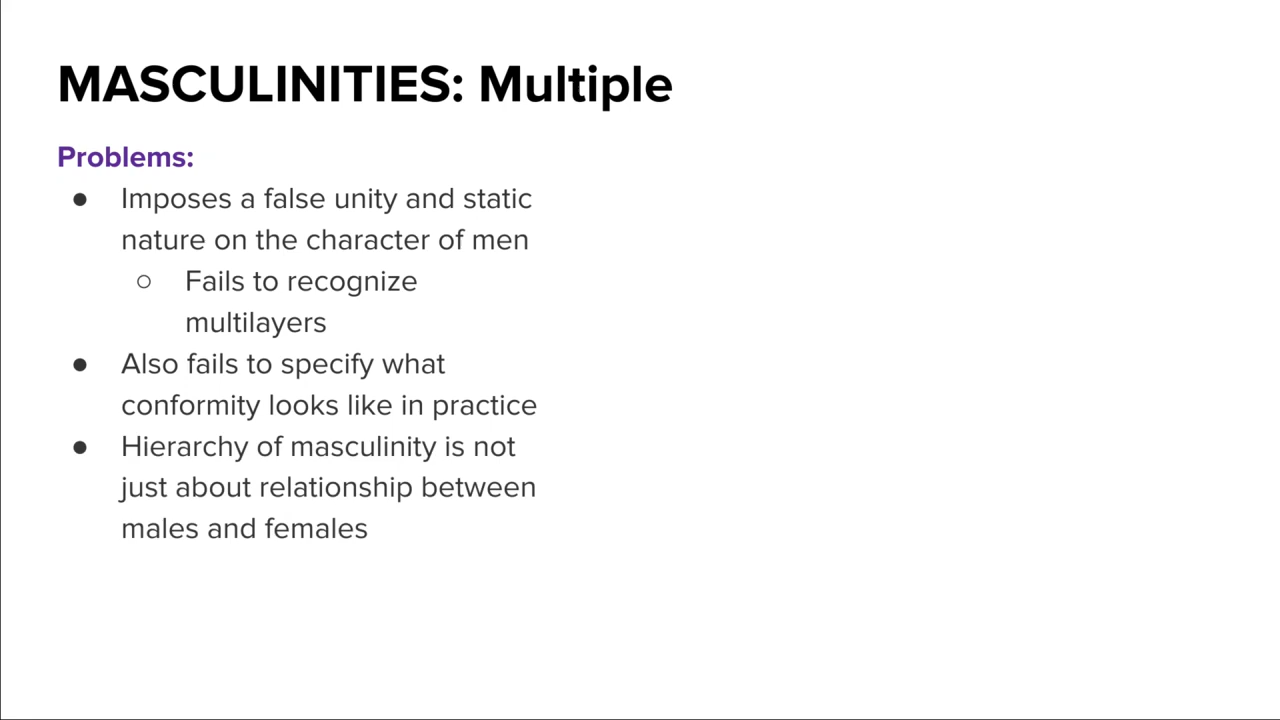 MASCULINITIES: Multiple
Problems:
● Imposes a false unity and static
nature on the character of men
○ Fails to recognize
multilayers
● Also fails to specify what
conformity looks like in practice
● Hierarchy of masculinity is not
just about relationship between
males and females